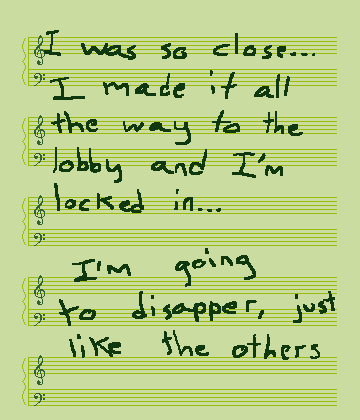 I was so close...
I made it all
the way to the
lobby and I'm
locked in...
I'm going
to disapper, just
like the others